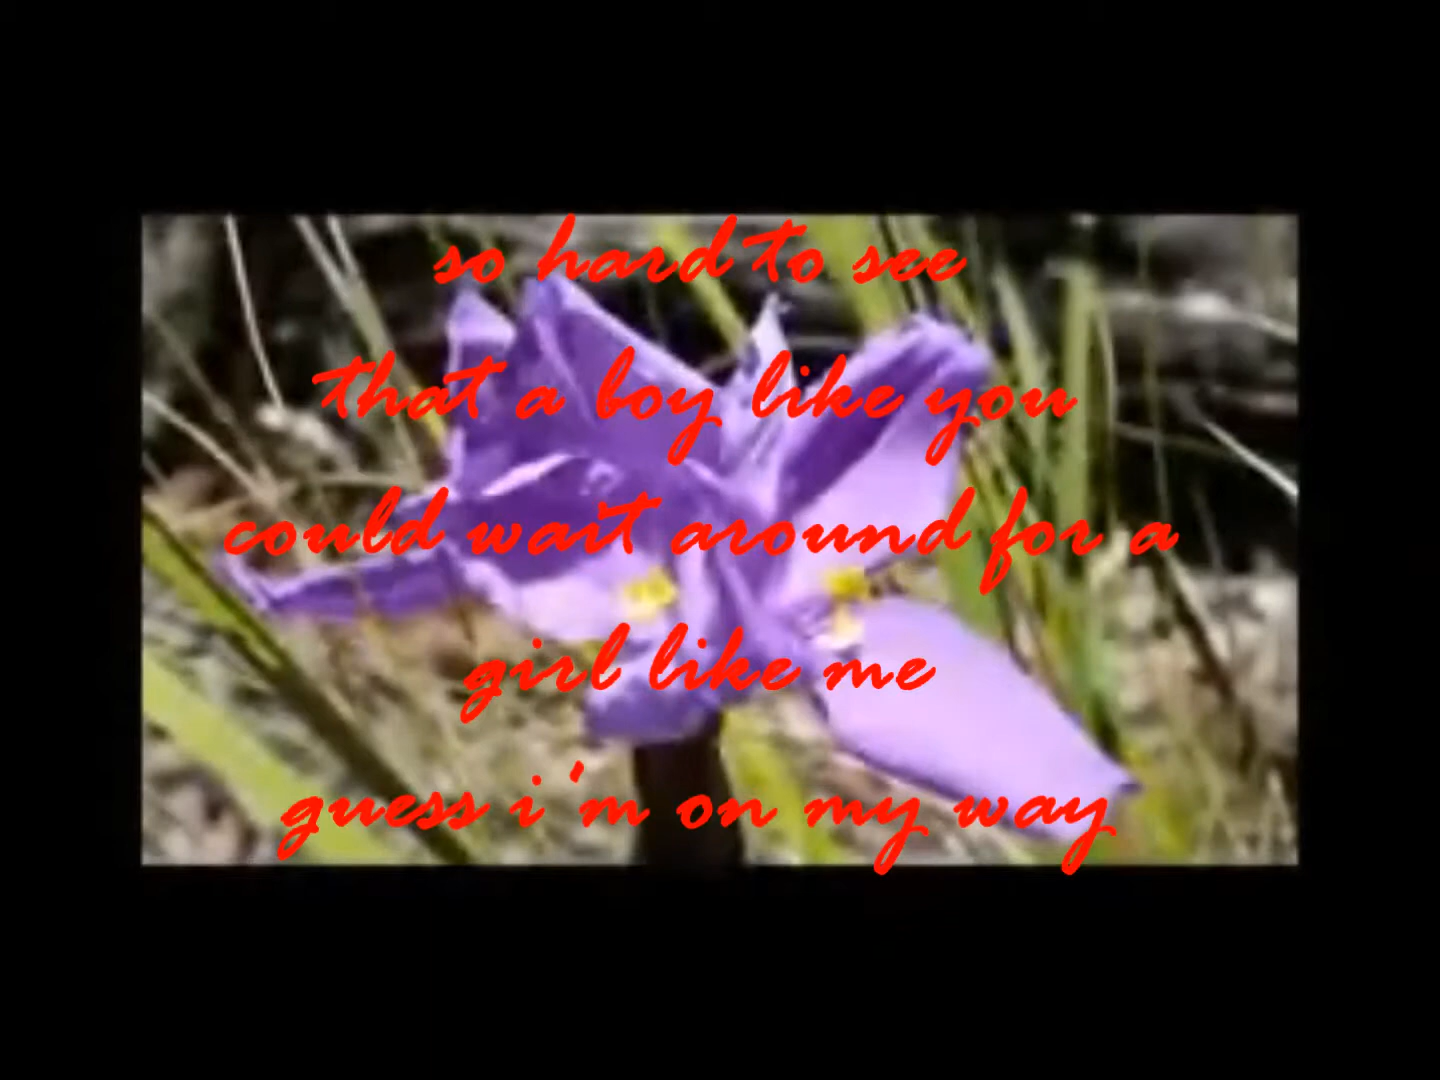 so hard to see
that a boy like you
could wait around for a
girl like me
guess i'm on my way